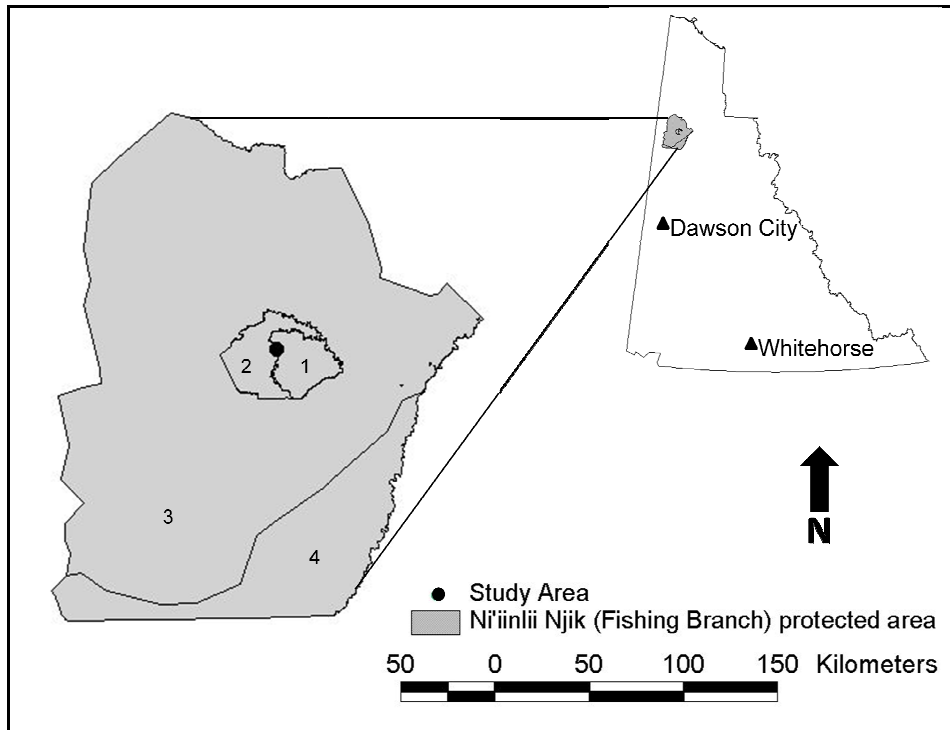 Dawson City
Whitehorse
2
1
3
4
N
Study Area
Ni'iinlii Njik (Fishing Branch) protected area
50 0 50 100 150 Kilometers